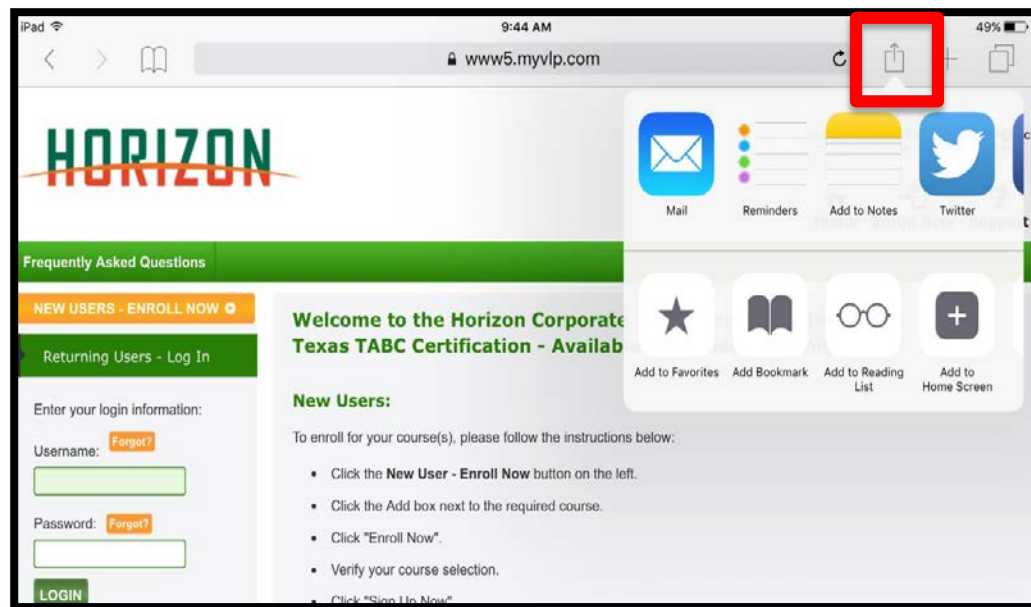 iPad 9:44 AM 49%
www5.myvlp.com
HORIZON
Mail Reminders Add to Notes Twitter
Frequently Asked Questions
Add to Favorites Add Bookmark Add to Reading List Add to Home Screen
NEW USERS - ENROLL NOW
Returning Users - Log In
Enter your login information:
Username: Forgot?
Password: Forgot?
LOGIN
Welcome to the Horizon Corporate
Texas TABC Certification - Availab
New Users:
To enroll for your course(s), please follow the instructions below:
• Click the New User - Enroll Now button on the left.
• Click the Add box next to the required course.
• Click "Enroll Now".
• Verify your course selection.
• Click "Sign Up Now"